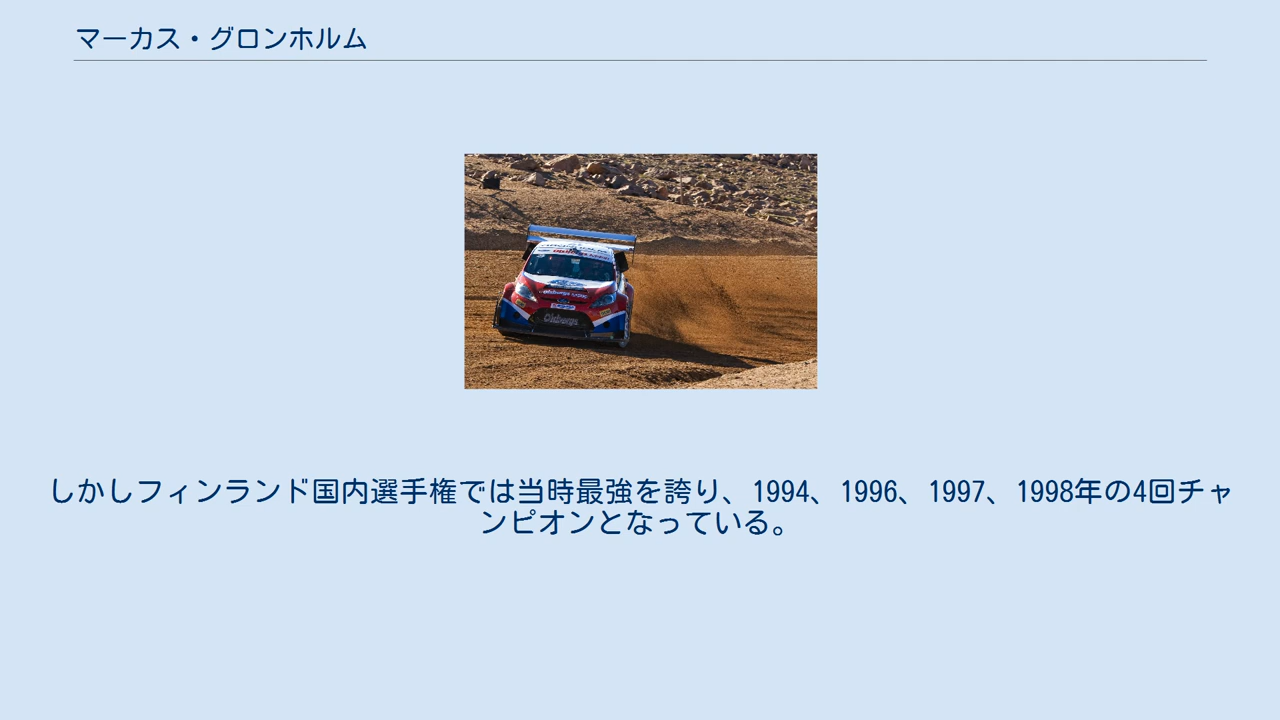 マーカス・グロンホルム
Olsbergs
しかしフィンランド国内選手権では当時最強を誇り、1994、1996、1997、1998年の4回チャ
ンピオンとなっている。